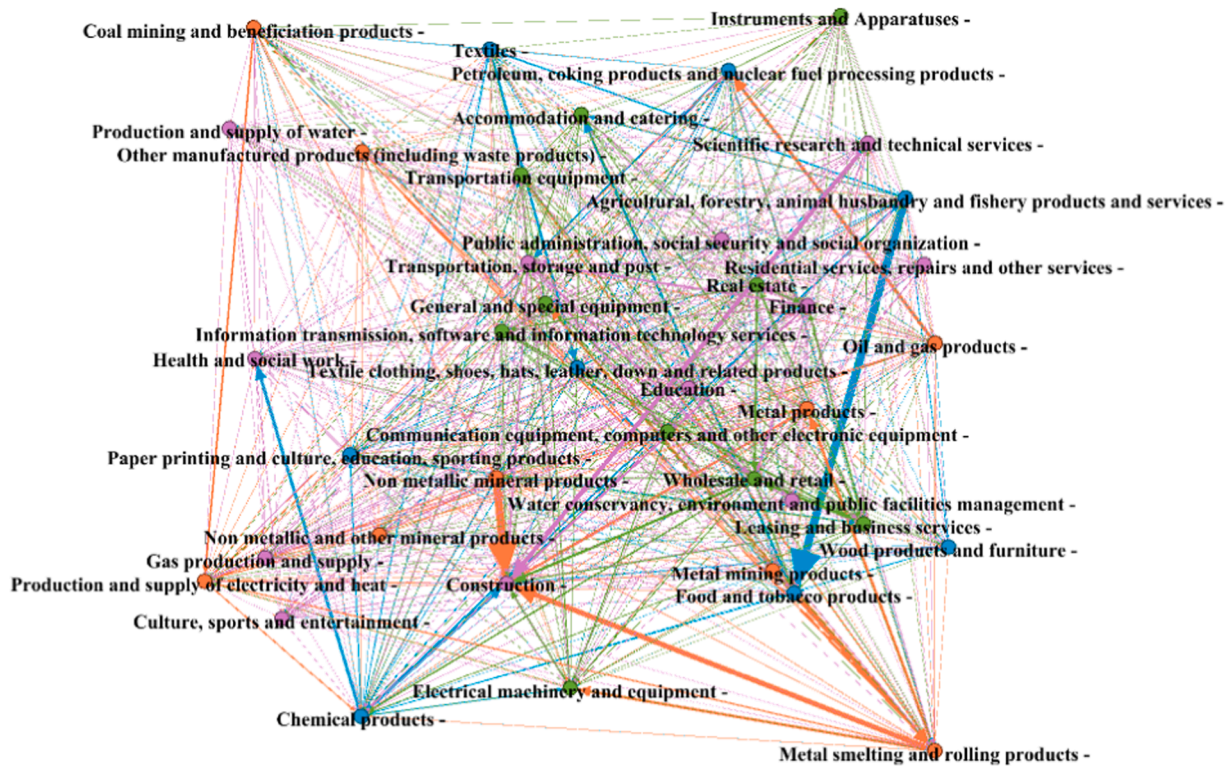 Instruments and Apparatuses -
Coal mining and beneficiation products -
Textiles -
Petroleum, coking products and nuclear fuel processing products -
Accommodation and catering -
Production and supply of water -
Scientific research and technical services -
Other manufactured products (including waste products) -
Transportation equipment -
Agricultural, forestry, animal husbandry and fishery products and services -
Public administration, social security and social organization -
Transportation, storage and post -
Residential services, repairs and other services -
Real estate -
General and special equipment -
Finance -
Information transmission, software and information technology services -
Oil and gas products -
Health and social work -
Textile clothing, shoes, hats, leather, down and related products -
Education -
Metal products -
Communication equipment, computers and other electronic equipment -
Paper printing and culture, education, sporting products -
Non metallic mineral products -
Wholesale and retail -
Water conservancy, environment and public facilities management -
Leasing and business services -
Non metallic and other mineral products -
Wood products and furniture -
Gas production and supply -
Metal mining products -
Production and supply of electricity and heat -
Construction -
Food and tobacco products -
Culture, sports and entertainment -
Electrical machinery and equipment -
Chemical products -
Metal smelting and rolling products -